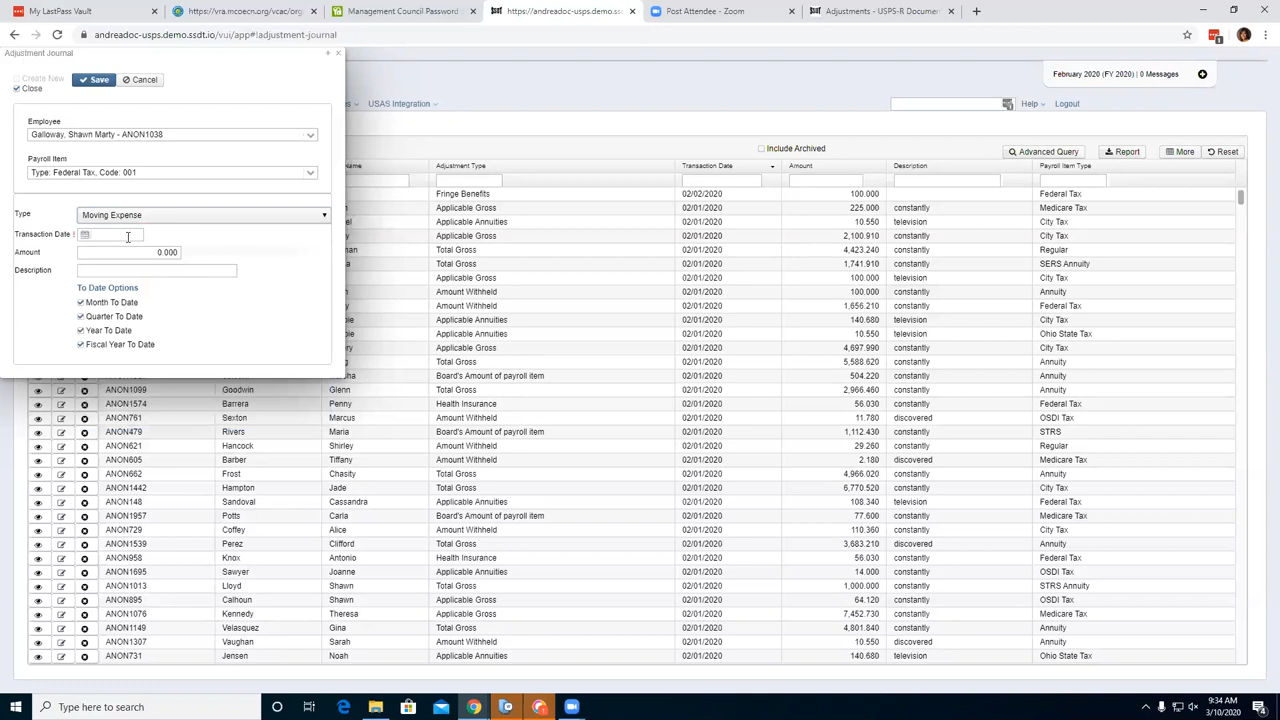 My LastPass Vault
https://vra.mcoecn.org/vcac/org/
Management Council Password
https://andreadoc-usps.demo.ss
Post Attendee - Zoom
Adjustments - USPS-R Documen
andreadoc-usps.demo.ssdt.io/vui/app#!adjustment-journal
Adjustment Journal
Create New
Close
Save
Cancel
February 2020 (FY 2020) | 0 Messages
USAS Integration
Help
Logout
Employee
Galloway, Shawn Marty - ANON1038
Payroll Item
Type: Federal Tax, Code: 001
Type
Moving Expense
Transaction Date
Amount
0.000
Description
To Date Options
Month To Date
Quarter To Date
Year To Date
Fiscal Year To Date
Include Archived
Advanced Query
Report
More
Reset
Name Adjustment Type Transaction Date Amount Description Payroll Item Type
Fringe Benefits 02/02/2020 100.000 Federal Tax
Applicable Gross 02/01/2020 225.000 constantly Medicare Tax
Applicable Annuities 02/01/2020 10.550 television City Tax
Applicable Gross 02/01/2020 2,100.430 constantly City Tax
Total Gross 02/01/2020 4,423.240 constantly Regular
Total Gross 02/01/2020 1,741.910 constantly SERS Annuity
Applicable Gross 02/01/2020 100.000 television City Tax
Amount Withheld 02/01/2020 100.000 constantly Annuity
Amount Withheld 02/01/2020 1,656.210 constantly Federal Tax
Applicable Annuities 02/01/2020 140.680 television City Tax
Amount Withheld 02/01/2020 10.550 television Ohio State Tax
Applicable Gross 02/01/2020 4,697.990 constantly City Tax
Total Gross 02/01/2020 5,588.620 constantly Annuity
Board's Amount of payroll item 02/01/2020 504.220 constantly Annuity
ANON1099 Goodwin Glenn Total Gross 02/01/2020 2,966.460 constantly Annuity
ANON1574 Barrera Penny Health Insurance 02/01/2020 56.030 constantly Federal Tax
ANON761 Sexton Marcus Amount Withheld 02/01/2020 11.780 discovered OSDI Tax
ANON479 Rivers Maria Board's Amount of payroll item 02/01/2020 1,112.430 constantly STRS
ANON621 Hancock Shirley Amount Withheld 02/01/2020 29.260 constantly Regular
ANON605 Barber Tiffany Amount Withheld 02/01/2020 2.180 discovered Medicare Tax
ANON662 Frost Chasity Total Gross 02/01/2020 4,966.020 constantly Annuity
ANON1442 Hampton Jade Total Gross 02/01/2020 6,770.520 constantly City Tax
ANON148 Sandoval Cassandra Applicable Annuities 02/01/2020 108.340 television Federal Tax
ANON1957 Potts Carla Board's Amount of payroll item 02/01/2020 77.600 constantly Medicare Tax
ANON729 Coffey Alice Amount Withheld 02/01/2020 110.360 constantly City Tax
ANON1539 Perez Clifford Total Gross 02/01/2020 3,683.210 discovered Annuity
ANON958 Knox Antonio Health Insurance 02/01/2020 56.030 constantly Federal Tax
ANON1695 Sawyer Joanne Applicable Annuities 02/01/2020 14.000 television OSDI Tax
ANON1013 Lloyd Shawn Total Gross 02/01/2020 1,000.000 constantly STRS Annuity
ANON895 Calhoun Shawn Applicable Gross 02/01/2020 64.120 constantly OSDI Tax
ANON1076 Kennedy Theresa Applicable Gross 02/01/2020 7,452.730 constantly Medicare Tax
ANON1149 Velasquez Gina Total Gross 02/01/2020 4,801.840 constantly Annuity
ANON1307 Vaughan Sarah Amount Withheld 02/01/2020 10.550 discovered Annuity
ANON731 Jensen Noah Applicable Annuities 02/01/2020 140.680 television Ohio State Tax
Type here to search
9:34 AM
3/10/2020